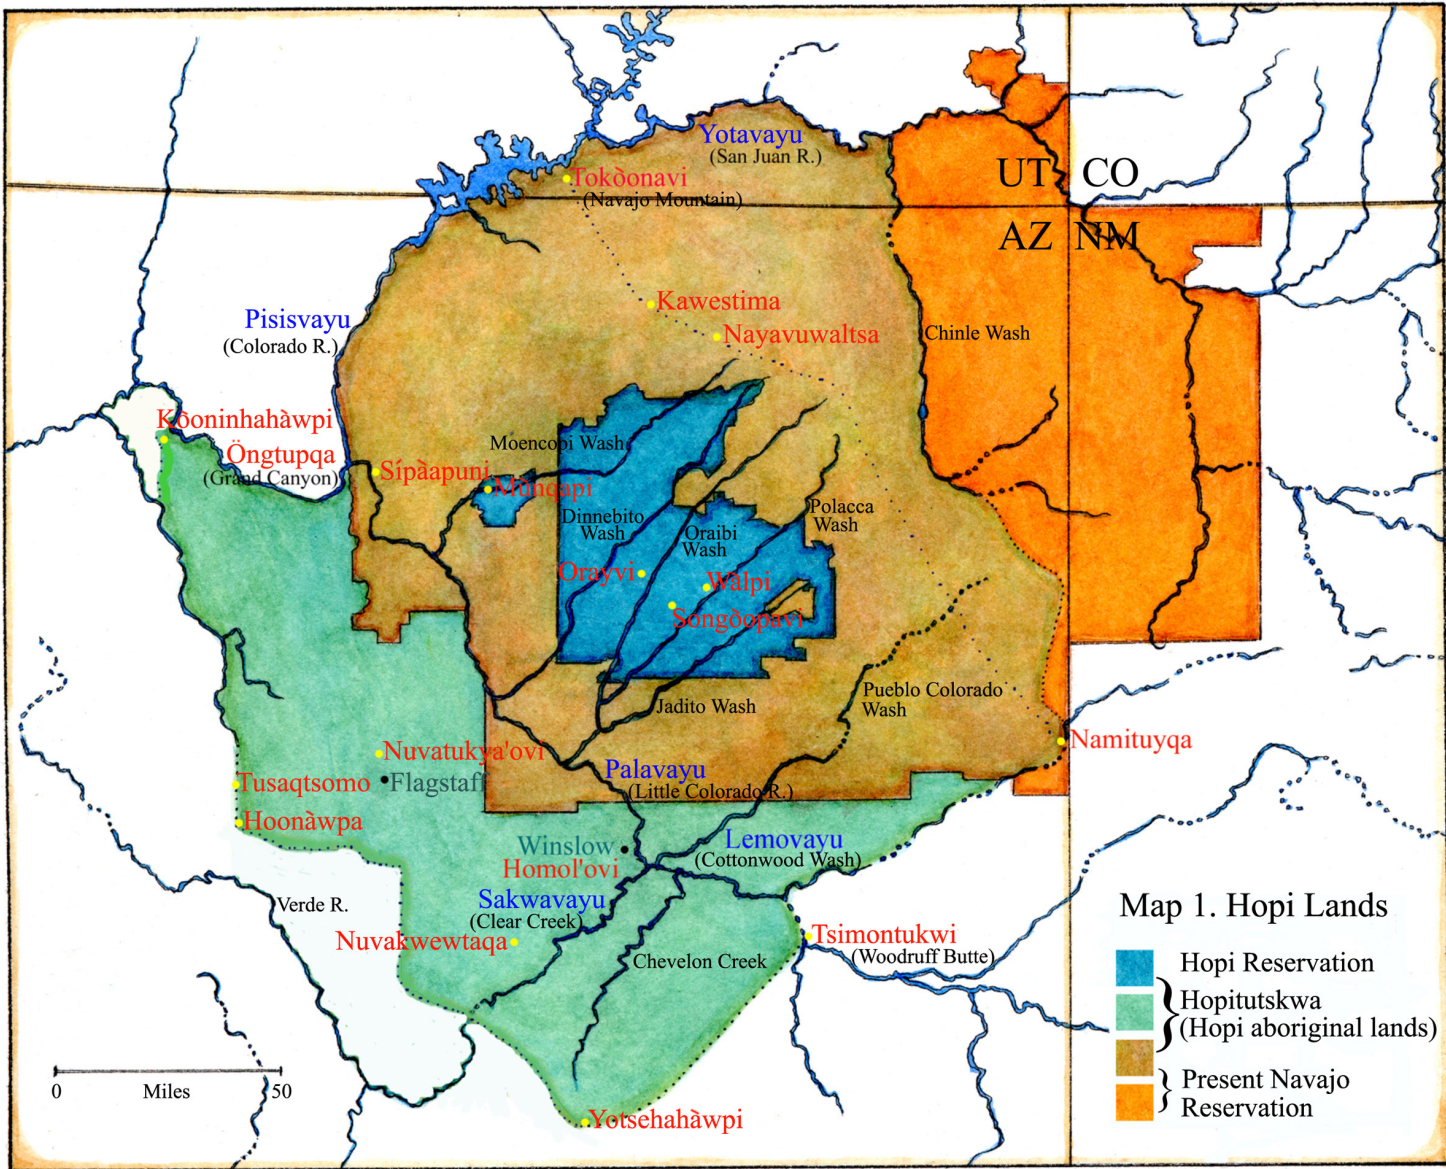 Yotavayu
(San Juan R.)
UT
CO
Tokòonavi
(Navajo Mountain)
AZ
NM
Kawestima
Pisisvayu
(Colorado R.)
Nayavuwaltsa
Chinle Wash
Kòoninhahàwpi
Öngtupqa
(Grand Canyon)
Moencopi Wash
Sípàapuni
Mùnqapi
Dinnebito
Wash
Oraibi
Wash
Polacca
Wash
Orayvi
Wàlpi
Songòopavi
Pueblo Colorado
Wash
Jadito Wash
Namituyqa
Nuvatukya'ovi
Flagstaff
Tusaqtsomo
Hoonàwpa
Palavayu
(Little Colorado R.)
Winslow
Homol'ovi
Lemovayu
(Cottonwood Wash)
Sakwavayu
(Clear Creek)
Verde R.
Nuvakwewtaqa
Chevelon Creek
Tsimontukwi
(Woodruff Butte)
Yotsehahàwpi
0 Miles 50
Map 1. Hopi Lands
Hopi Reservation
Hopitutskwa
(Hopi aboriginal lands)
Present Navajo
Reservation